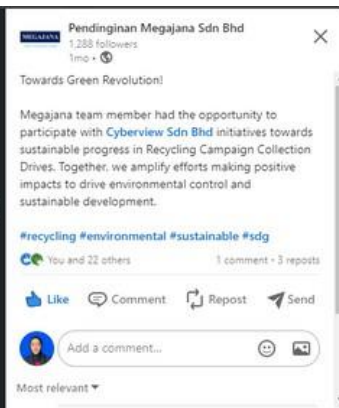 MEGAJANA
Pendinginan Megajana Sdn Bhd
1,288 followers
1mo •
Towards Green Revolution!
Megajana team member had the opportunity to
participate with Cyberview Sdn Bhd initiatives towards
sustainable progress in Recycling Campaign Collection
Drives. Together, we amplify efforts making positive
impacts to drive environmental control and
sustainable development.
#recycling #environmental #sustainable #sdg
You and 22 others 1 comment • 3 reposts
Like Comment Repost Send
Add a comment...
Most relevant